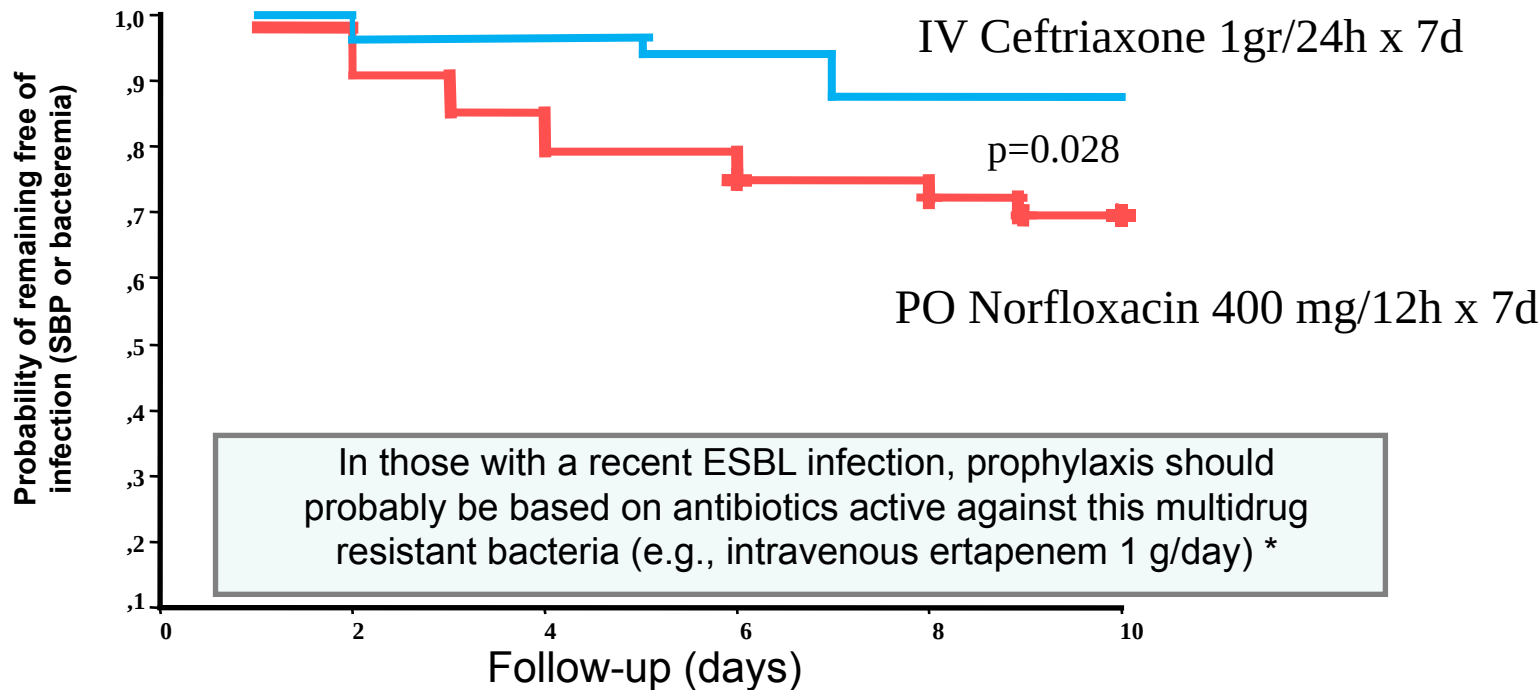 Probability of remaining free of
infection (SBP or bacteremia)
1,0
,9
,8
,7
,6
,5
,4
,3
,2
,1
IV Ceftriaxone 1gr/24h x 7d
p=0.028
PO Norfloxacin 400 mg/12h x 7d
In those with a recent ESBL infection, prophylaxis should
probably be based on antibiotics active against this multidrug
resistant bacteria (e.g., intravenous ertapenem 1 g/day) *
0 2 4 6 8 10
Follow-up (days)